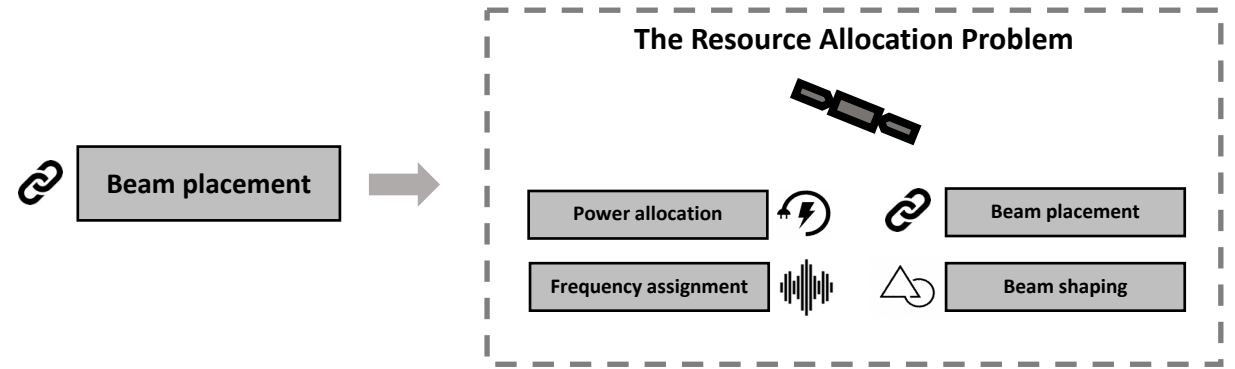 The Resource Allocation Problem
Beam placement
Power allocation
Beam placement
Frequency assignment
Beam shaping